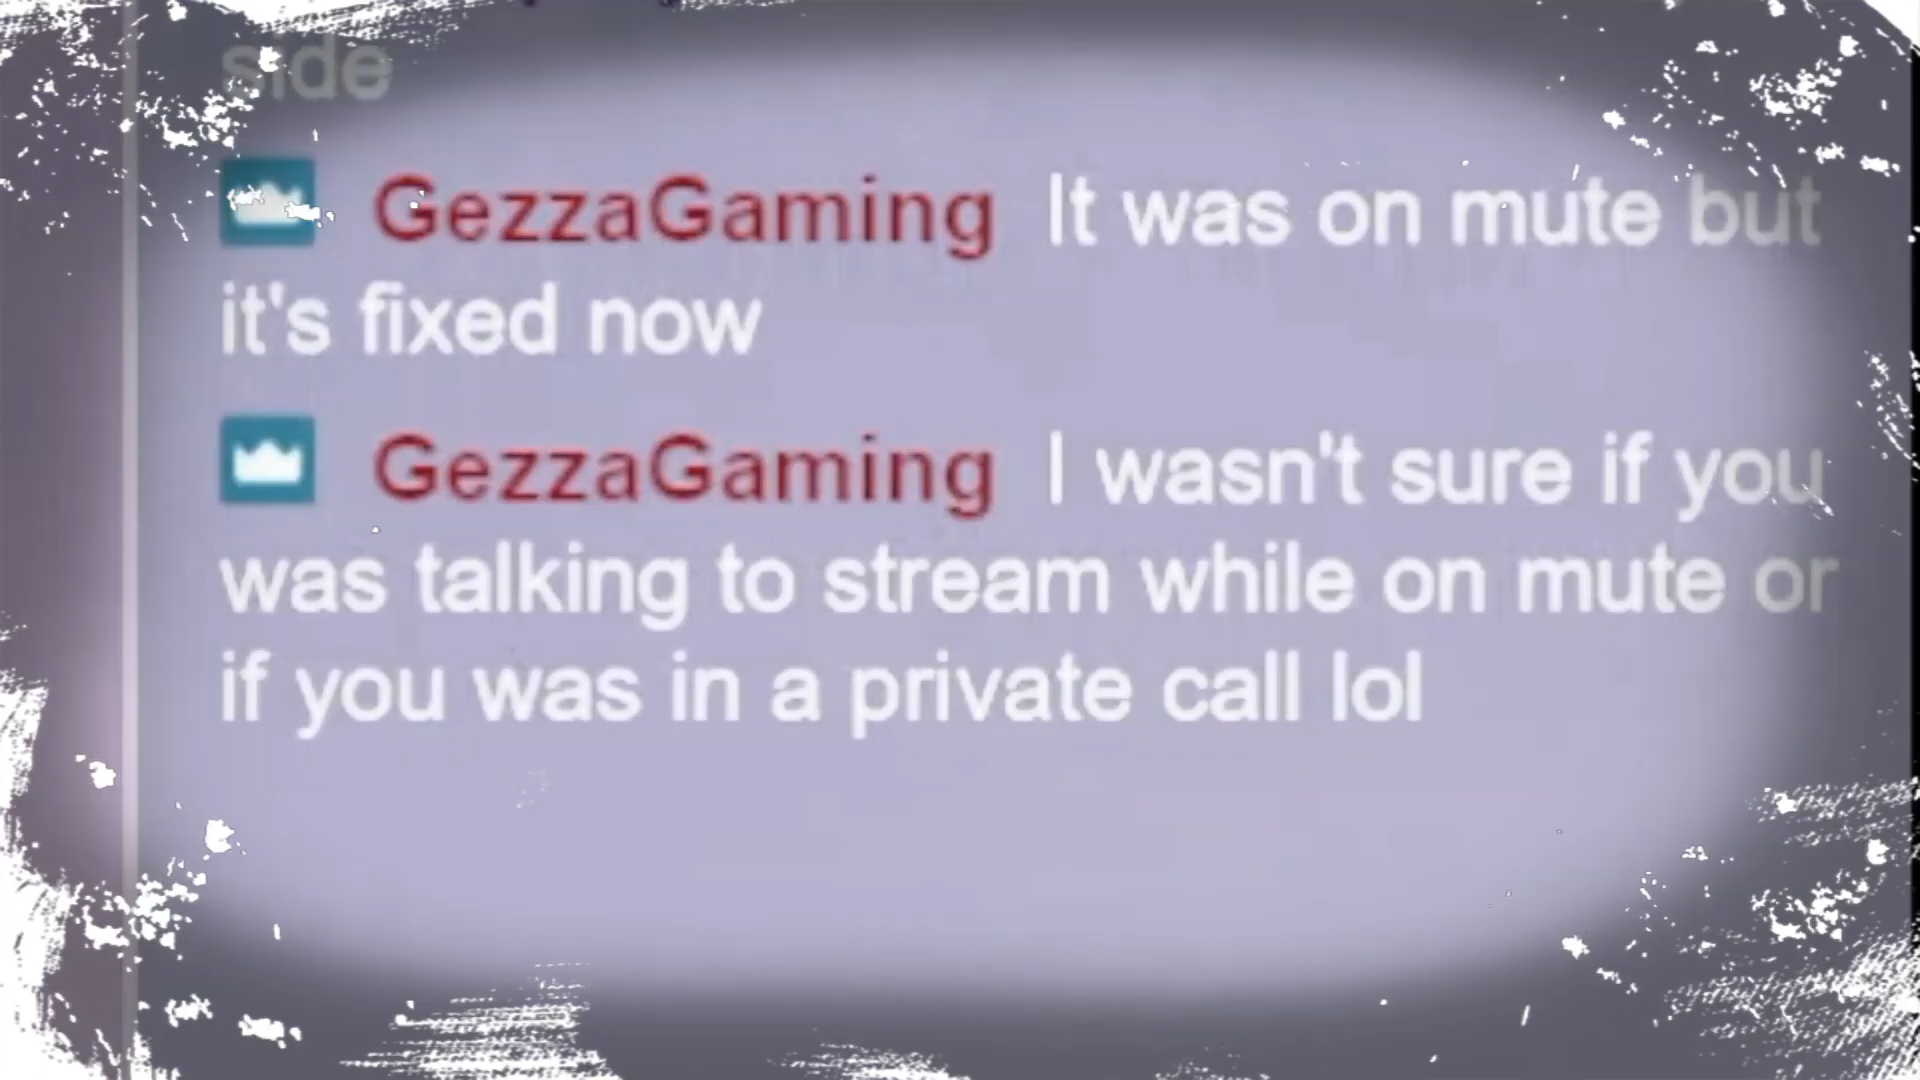 side
GezzaGaming It was on mute but
it's fixed now
GezzaGaming I wasn't sure if you
was talking to stream while on mute or
if you was in a private call lol